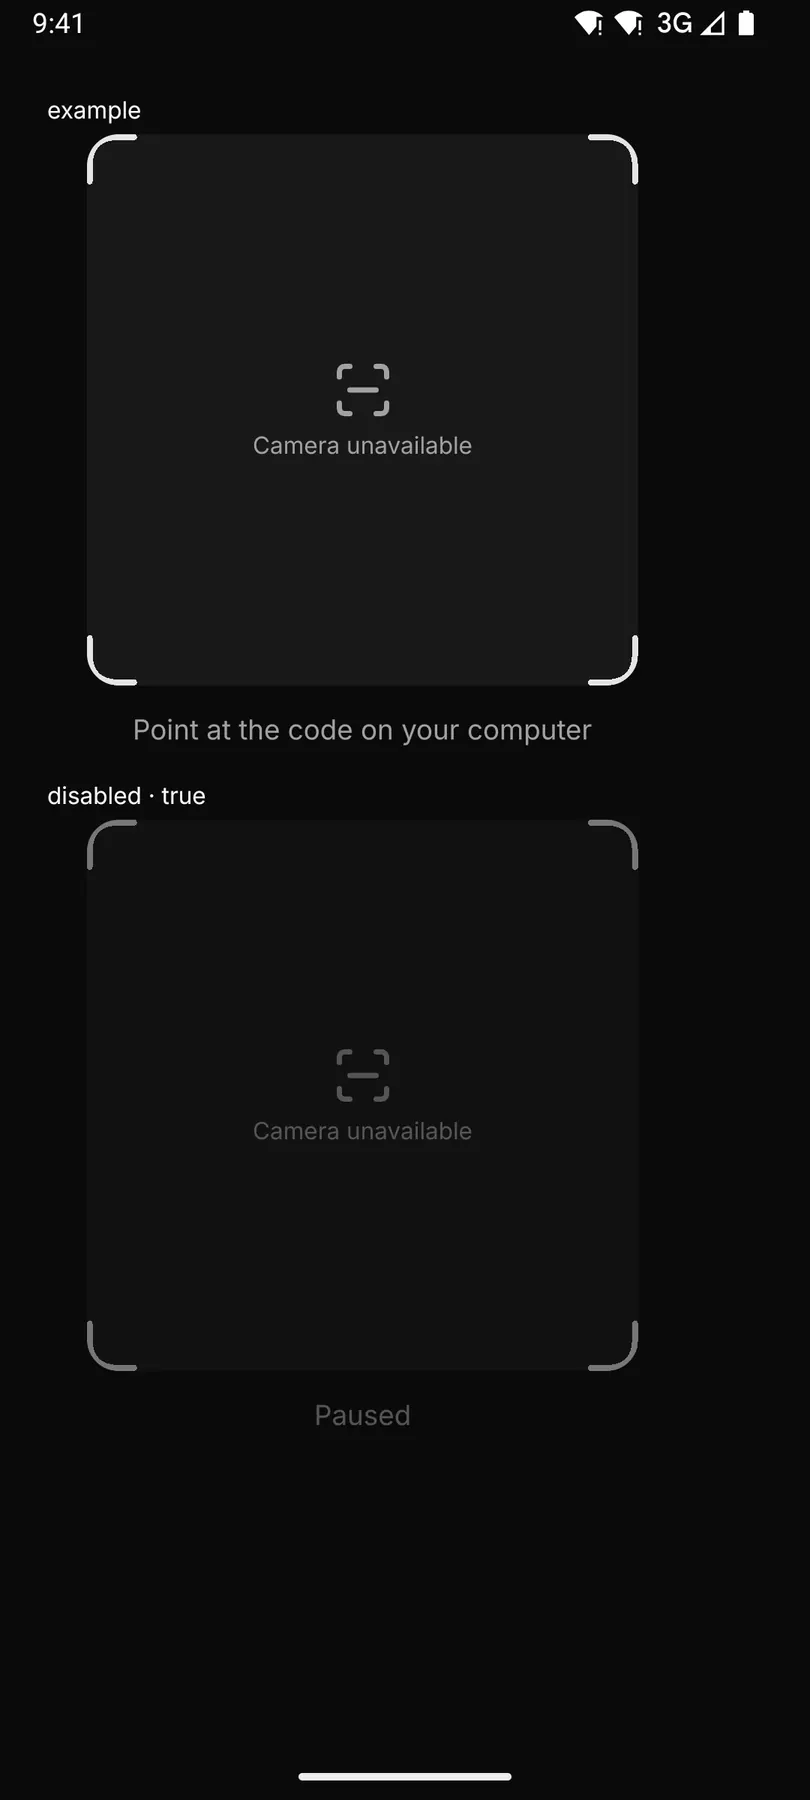 9:41
3G
example
Camera unavailable
Point at the code on your computer
disabled · true
Camera unavailable
Paused